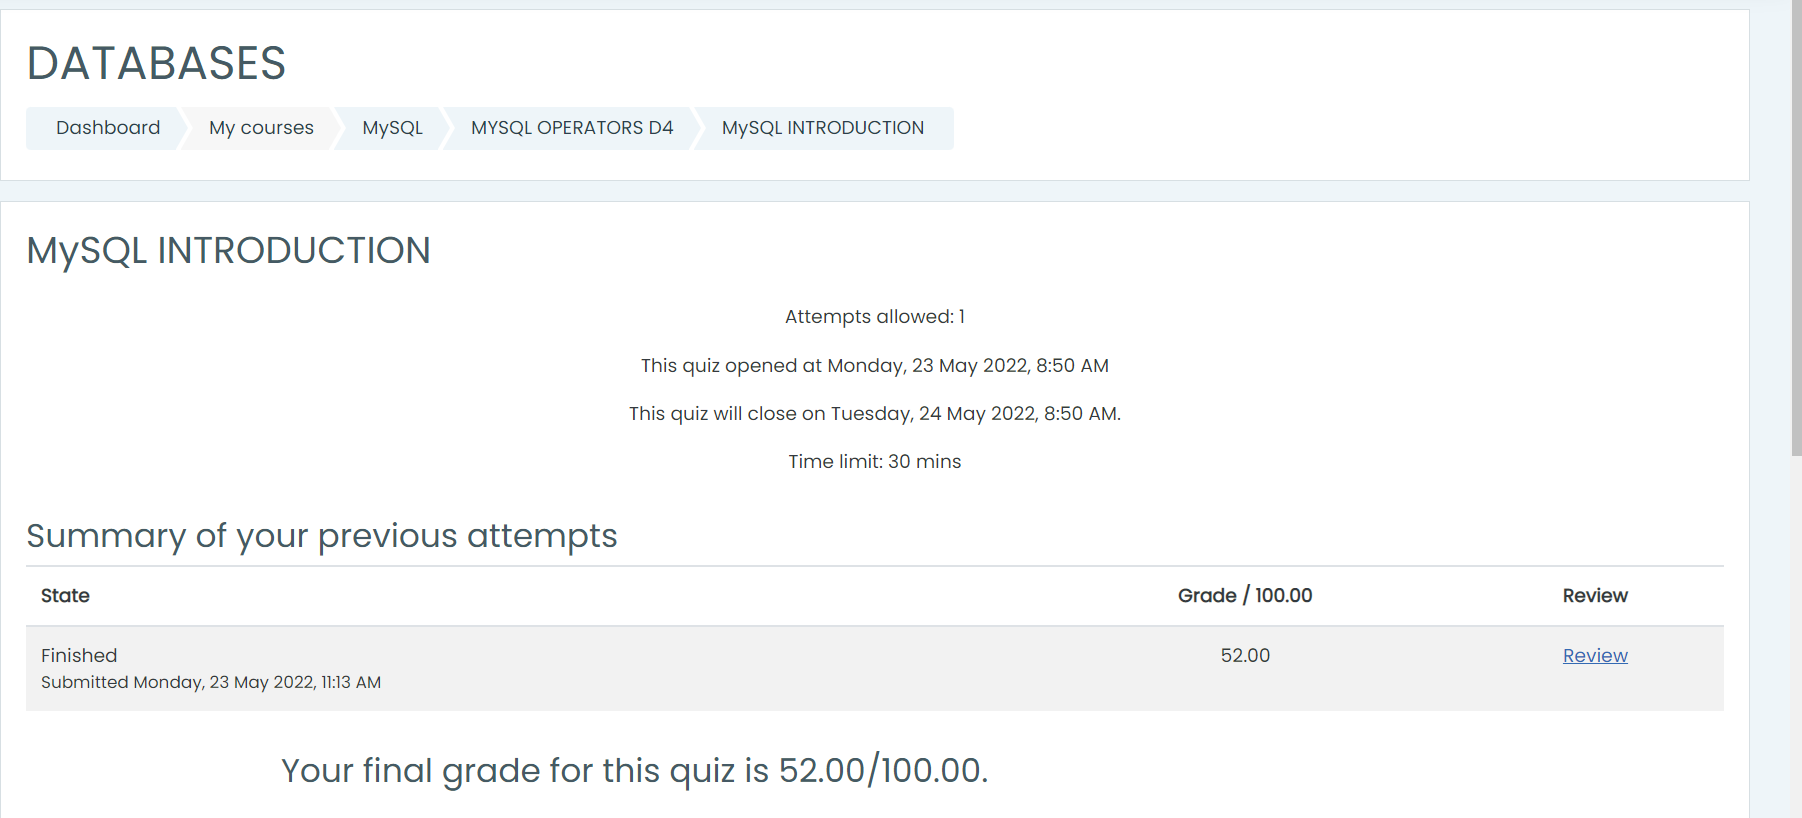 DATABASES
Dashboard My courses MySQL MYSQL OPERATORS D4 MySQL INTRODUCTION
MySQL INTRODUCTION
Attempts allowed: 1
This quiz opened at Monday, 23 May 2022, 8:50 AM
This quiz will close on Tuesday, 24 May 2022, 8:50 AM.
Time limit: 30 mins
Summary of your previous attempts
State Grade / 100.00 Review
Finished 52.00 Review
Submitted Monday, 23 May 2022, 11:13 AM
Your final grade for this quiz is 52.00/100.00.